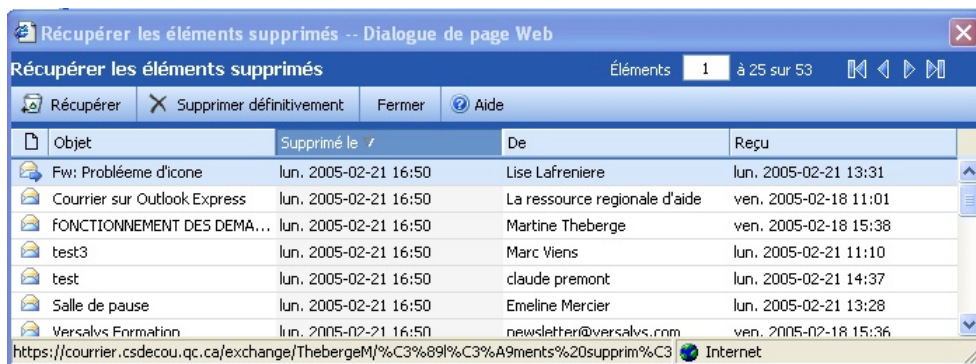 Récupérer les éléments supprimés -- Dialogue de page Web
Récupérer les éléments supprimés Éléments 1 à 25 sur 53
Récupérer Supprimer définitivement Fermer Aide
Objet Supprimé le De Reçu
Fw: Probléeme d'icone lun. 2005-02-21 16:50 Lise Lafreniere lun. 2005-02-21 13:31
Courrier sur Outlook Express lun. 2005-02-21 16:50 La ressource regionale d'aide ven. 2005-02-18 11:01
fONCTIONNEMENT DES DEMA... lun. 2005-02-21 16:50 Martine Theberge ven. 2005-02-18 15:38
test3 lun. 2005-02-21 16:50 Marc Viens lun. 2005-02-21 11:10
test lun. 2005-02-21 16:50 claude premont lun. 2005-02-21 14:37
Salle de pause lun. 2005-02-21 16:50 Emeline Mercier lun. 2005-02-21 13:28
Versalys Formation lun. 2005-02-21 16:50 newsletter@versalys.com ven. 2005-02-18 15:36
https://courrier.csdecou.qc.ca/exchange/ThebergeM/%C3%89l%C3%A9ments%20supprim%C3 Internet